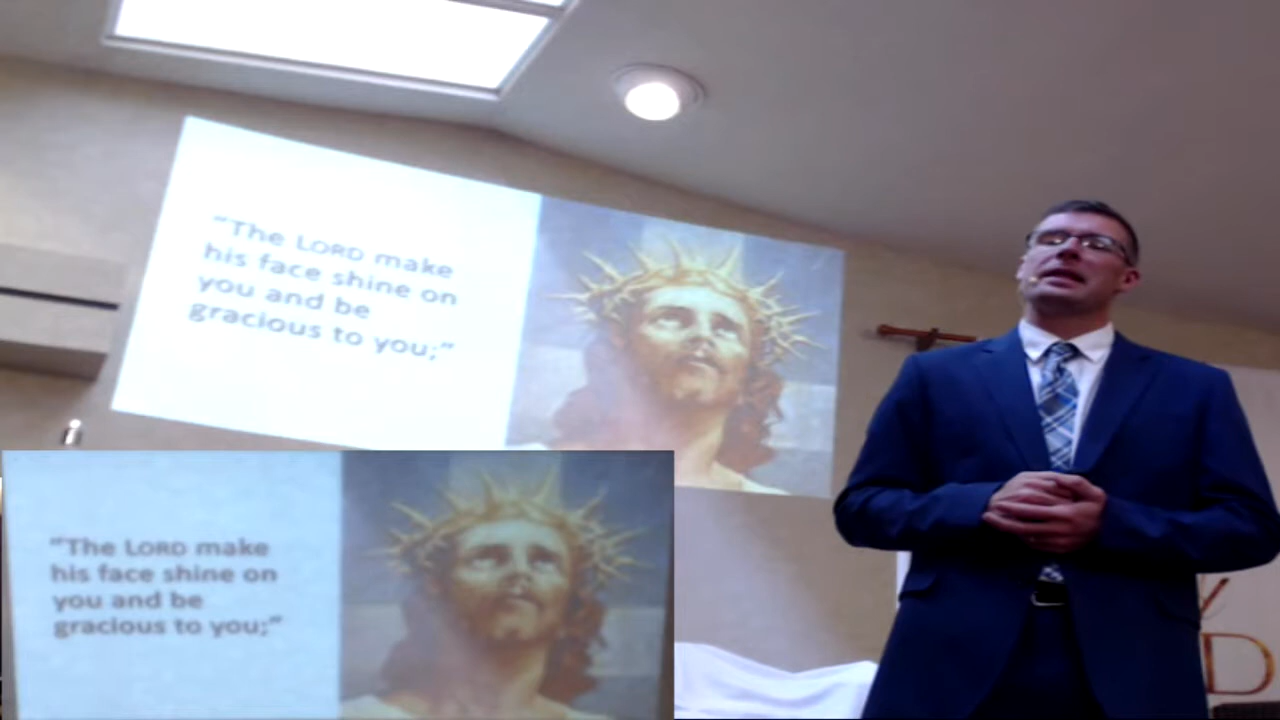 “The LORD make
his face shine on
you and be
gracious to you;”
“The LORD make
his face shine on
you and be
gracious to you;”
Y
D